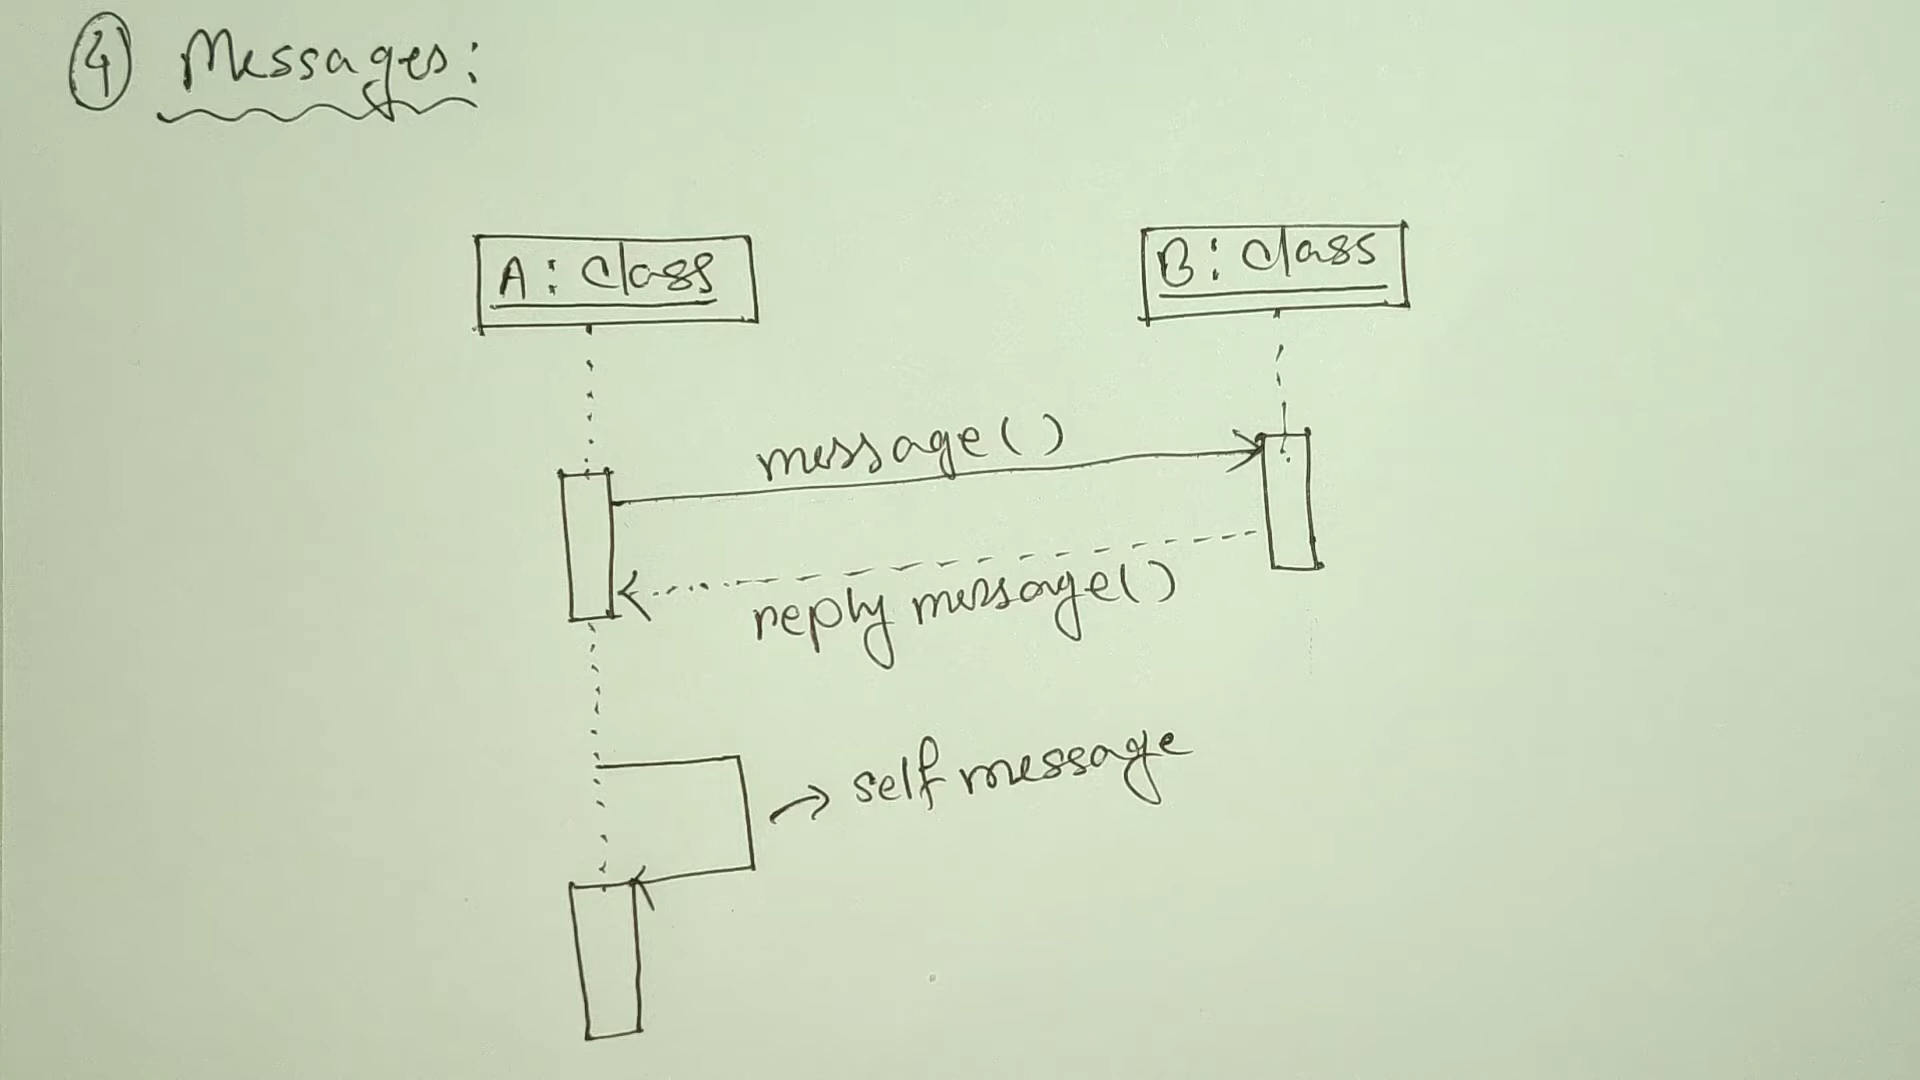 ④ Messages:
A: Class
B: Class
message()
reply message()
self message